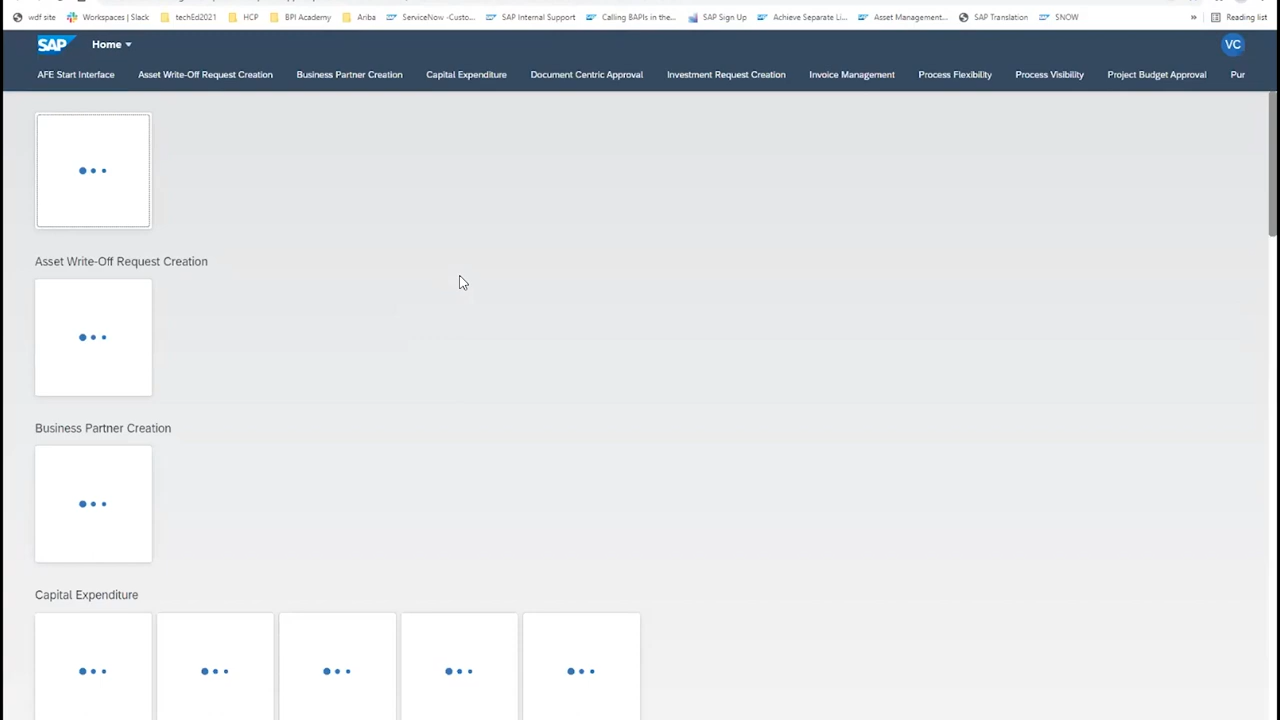 wdf site Workspaces | Slack techEd2021 HCP BPI Academy Ariba ServiceNow -Custo... SAP Internal Support Calling BAPIs in the... SAP Sign Up Achieve Separate Li... Asset Management... SAP Translation SNOW » Reading list
SAP Home VC
AFE Start Interface Asset Write-Off Request Creation Business Partner Creation Capital Expenditure Document Centric Approval Investment Request Creation Invoice Management Process Flexibility Process Visibility Project Budget Approval Pur
Asset Write-Off Request Creation
Business Partner Creation
Capital Expenditure